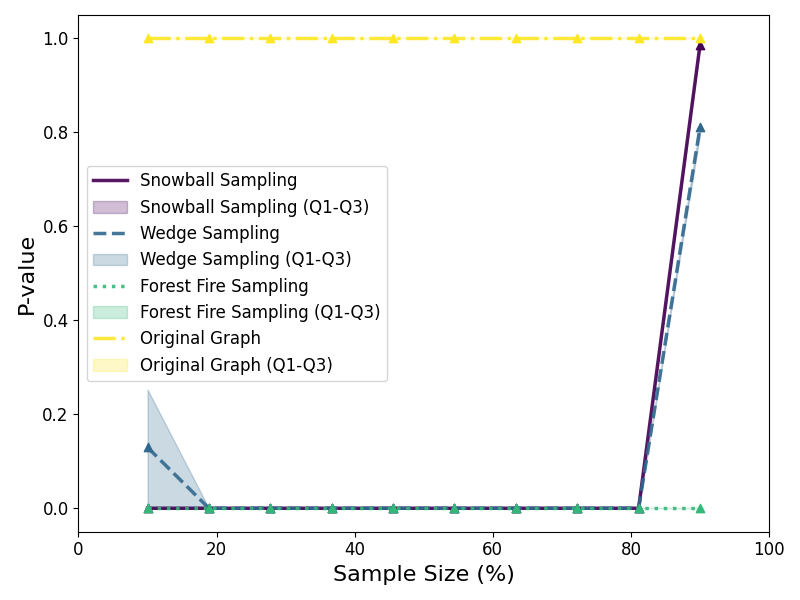 1.0
0.8
0.6
0.4
0.2
0.0
P-value
Snowball Sampling
Snowball Sampling (Q1-Q3)
Wedge Sampling
Wedge Sampling (Q1-Q3)
Forest Fire Sampling
Forest Fire Sampling (Q1-Q3)
Original Graph
Original Graph (Q1-Q3)
0 20 40 60 80 100
Sample Size (%)